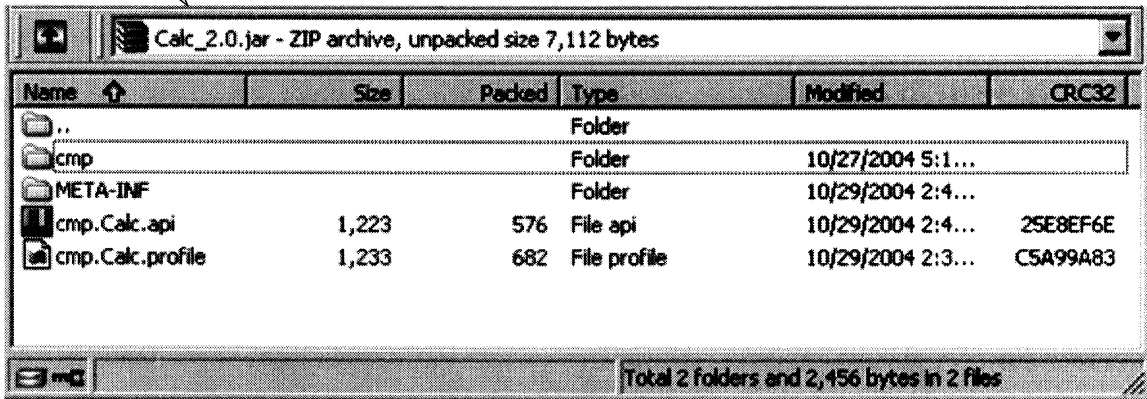 Calc_2.0.jar - ZIP archive, unpacked size 7,112 bytes
Name Size Packed Type Modified CRC32
.. Folder
cmp Folder 10/27/2004 5:1...
META-INF Folder 10/29/2004 2:4...
cmp.Calc.api 1,223 576 File api 10/29/2004 2:4... 25E8EF6E
cmp.Calc.profile 1,233 682 File profile 10/29/2004 2:3... C5A99A83
Total 2 folders and 2,456 bytes in 2 files